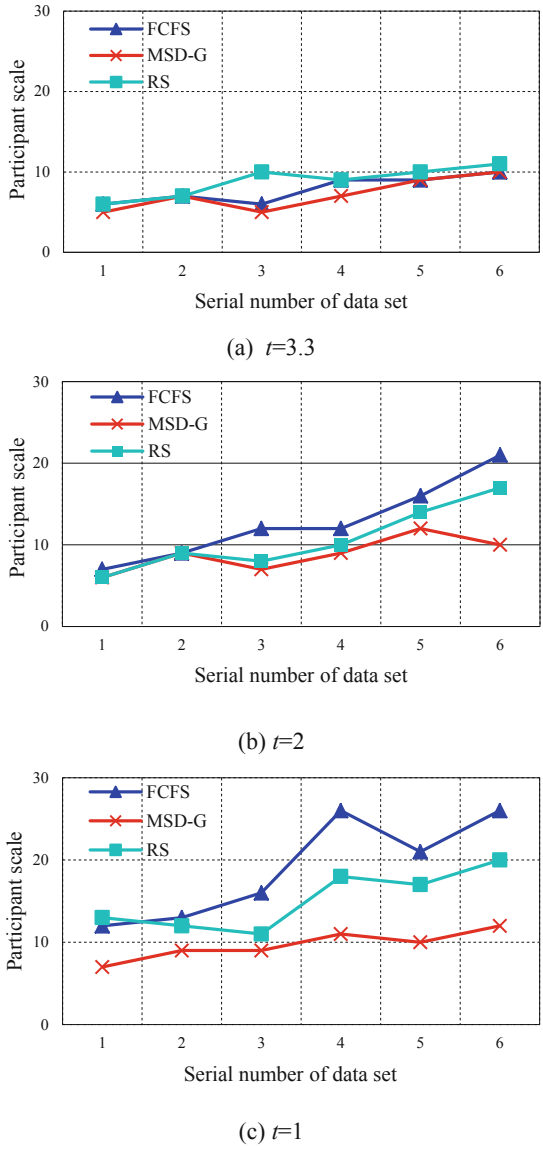 30
FCFS
MSD-G
RS
20
10
0
Participant scale
1 2 3 4 5 6
Serial number of data set
(a) t=3.3
30
FCFS
MSD-G
RS
20
10
0
Participant scale
1 2 3 4 5 6
Serial number of data set
(b) t=2
30
FCFS
MSD-G
RS
20
10
0
Participant scale
1 2 3 4 5 6
Serial number of data set
(c) t=1